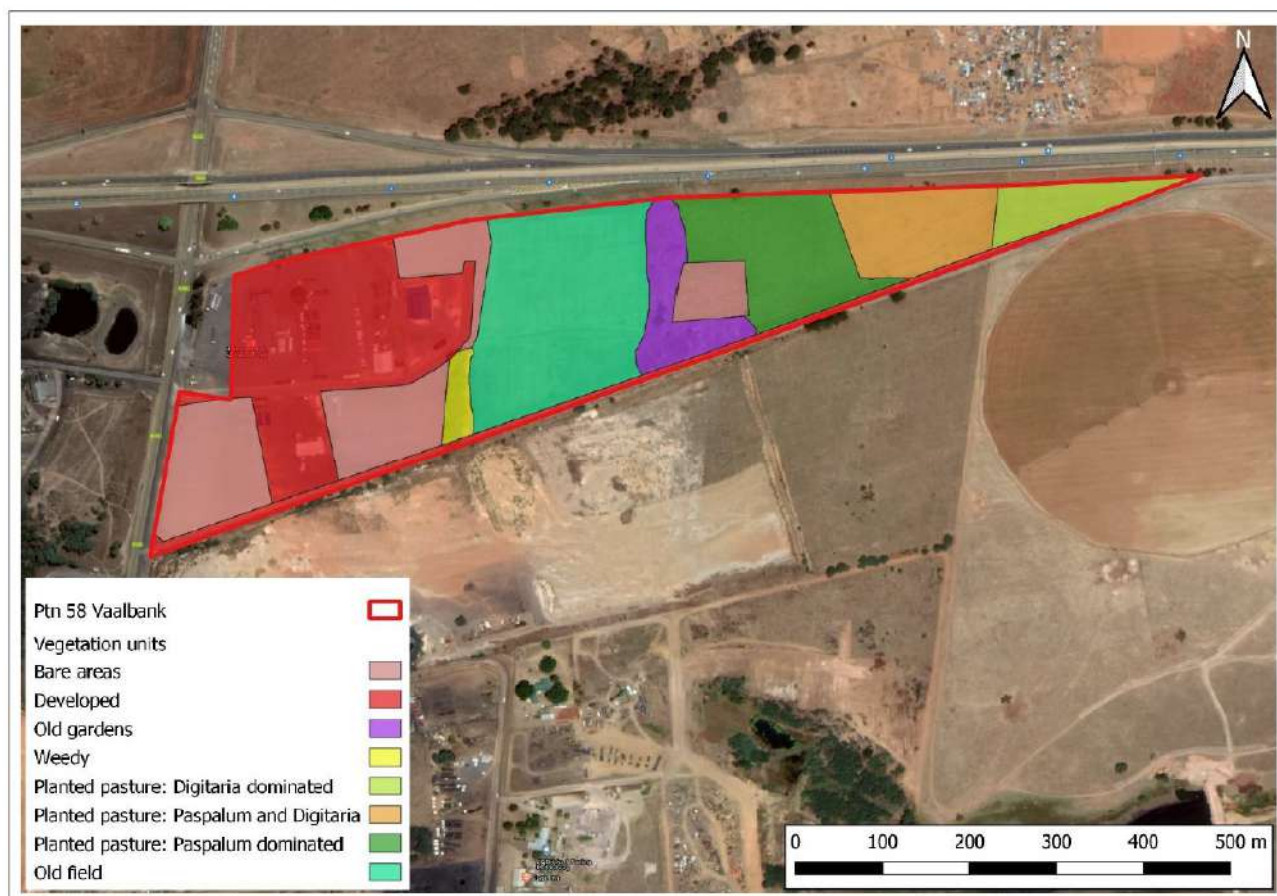 N
Ptn 58 Vaalbank
Vegetation units
Bare areas
Developed
Old gardens
Weedy
Planted pasture: Digitaria dominated
Planted pasture: Paspalum and Digitaria
Planted pasture: Paspalum dominated
Old field
0 100 200 300 400 500 m